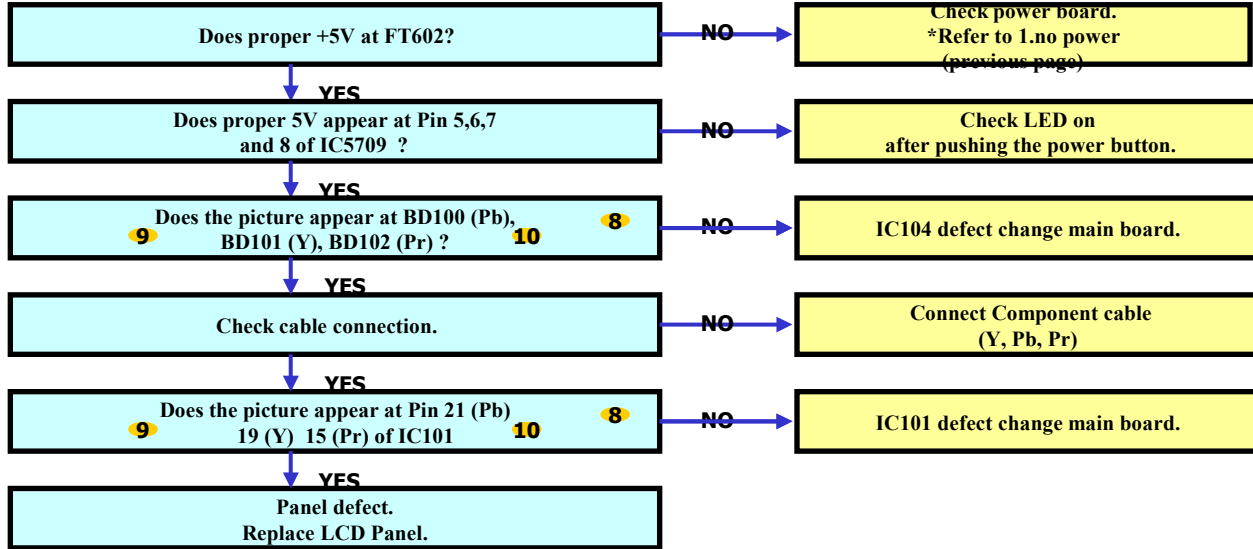 Does proper +5V at FT602?
NO
Check power board.
*Refer to 1.no power
(previous page)
YES
Does proper 5V appear at Pin 5,6,7
and 8 of IC5709 ?
NO
Check LED on
after pushing the power button.
YES
Does the picture appear at BD100 (Pb),
8
9
BD101 (Y), BD102 (Pr) ?
10
NO
IC104 defect change main board.
YES
Check cable connection.
NO
Connect Component cable
(Y, Pb, Pr)
YES
Does the picture appear at Pin 21 (Pb)
8
9
19 (Y) 15 (Pr) of IC101
10
NO
IC101 defect change main board.
YES
Panel defect.
Replace LCD Panel.